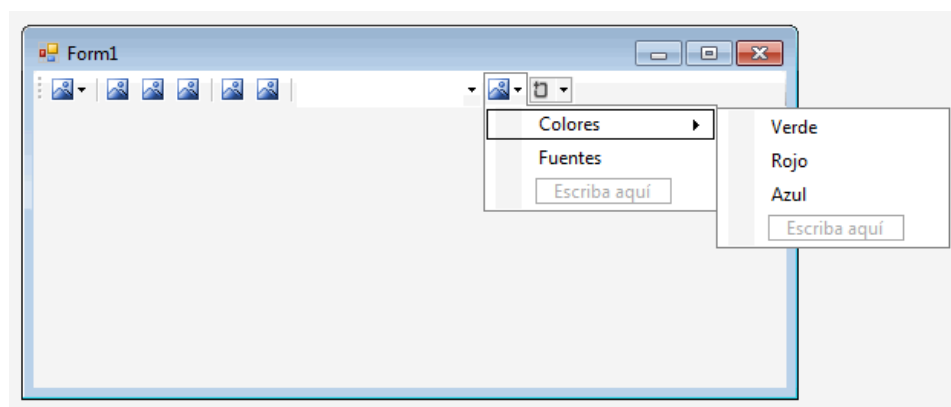 Form1
Colores
Fuentes
Escriba aquí
Verde
Rojo
Azul
Escriba aquí